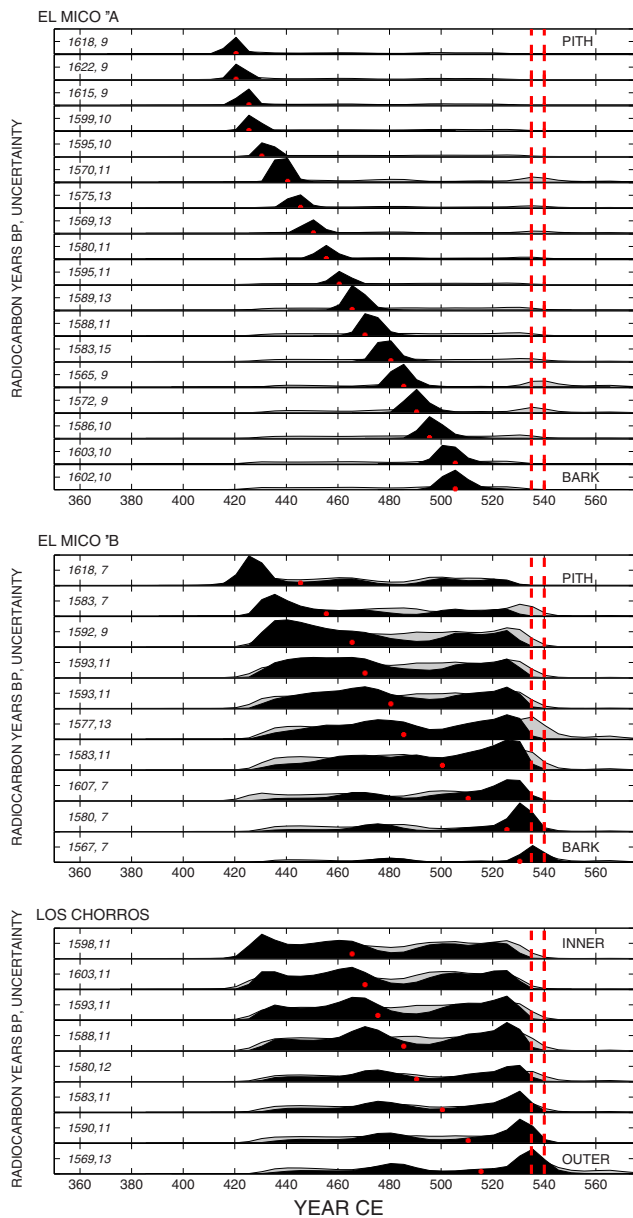 EL MICO "A
RADIOCARBON YEARS BP, UNCERTAINTY
1618, 9
PITH
1622, 9
1615, 9
1599,10
1595,10
1570,11
1575,13
1569,13
1580,11
1595,11
1589,13
1588,11
1583,15
1565, 9
1572, 9
1586,10
1603,10
1602,10
BARK
360 380 400 420 440 460 480 500 520 540 560
EL MICO "B
RADIOCARBON YEARS BP, UNCERTAINTY
1618, 7
PITH
1583, 7
1592, 9
1593,11
1593,11
1577,13
1583,11
1607, 7
1580, 7
1567, 7
BARK
360 380 400 420 440 460 480 500 520 540 560
LOS CHORROS
RADIOCARBON YEARS BP, UNCERTAINTY
1598,11
INNER
1603,11
1593,11
1588,11
1580,12
1583,11
1590,11
1569,13
OUTER
360 380 400 420 440 460 480 500 520 540 560
YEAR CE